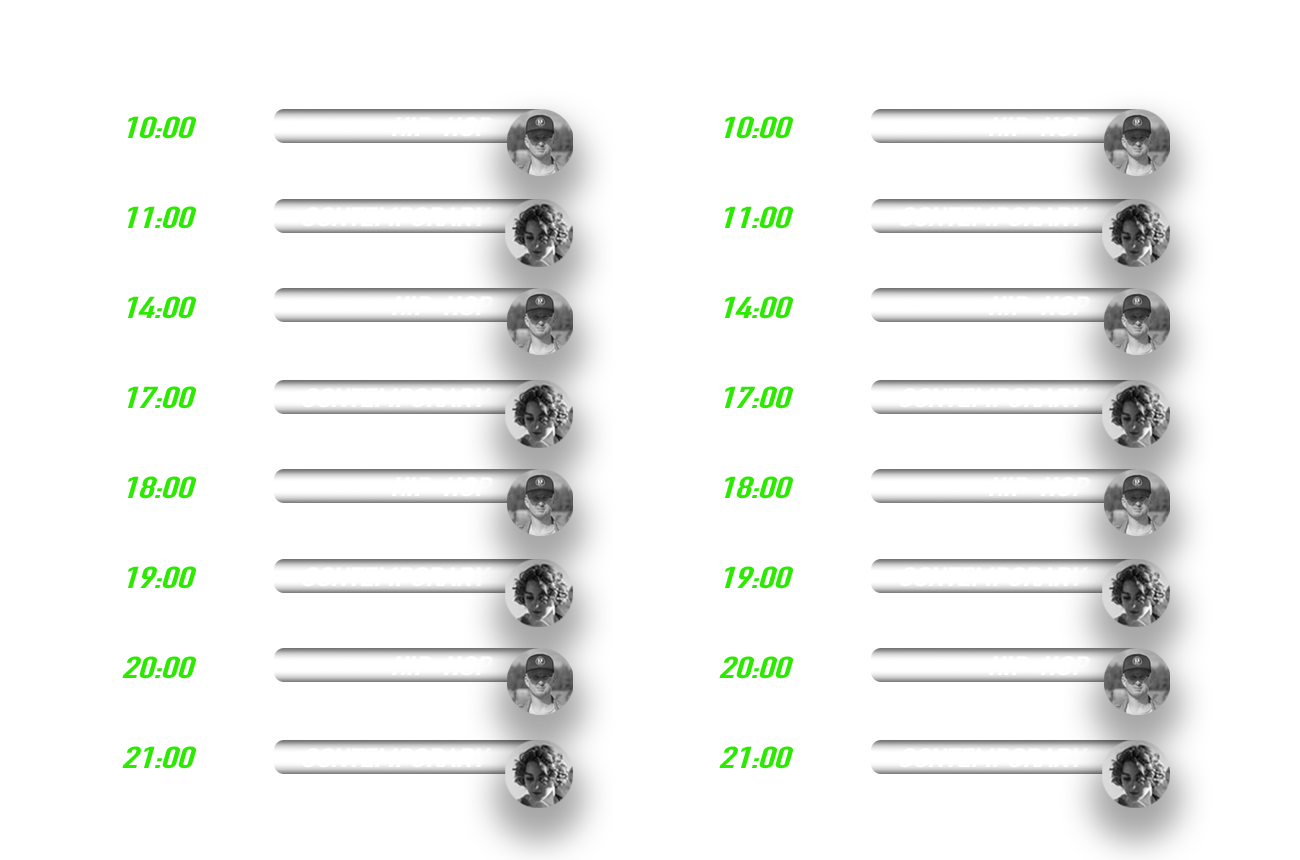 10:00 HIP-HOP 10:00 HIP-HOP
11:00 CONTEMPORARY 11:00 CONTEMPORARY
14:00 HIP-HOP 14:00 HIP-HOP
17:00 CONTEMPORARY 17:00 CONTEMPORARY
18:00 HIP-HOP 18:00 HIP-HOP
19:00 CONTEMPORARY 19:00 CONTEMPORARY
20:00 HIP-HOP 20:00 HIP-HOP
21:00 CONTEMPORARY 21:00 CONTEMPORARY